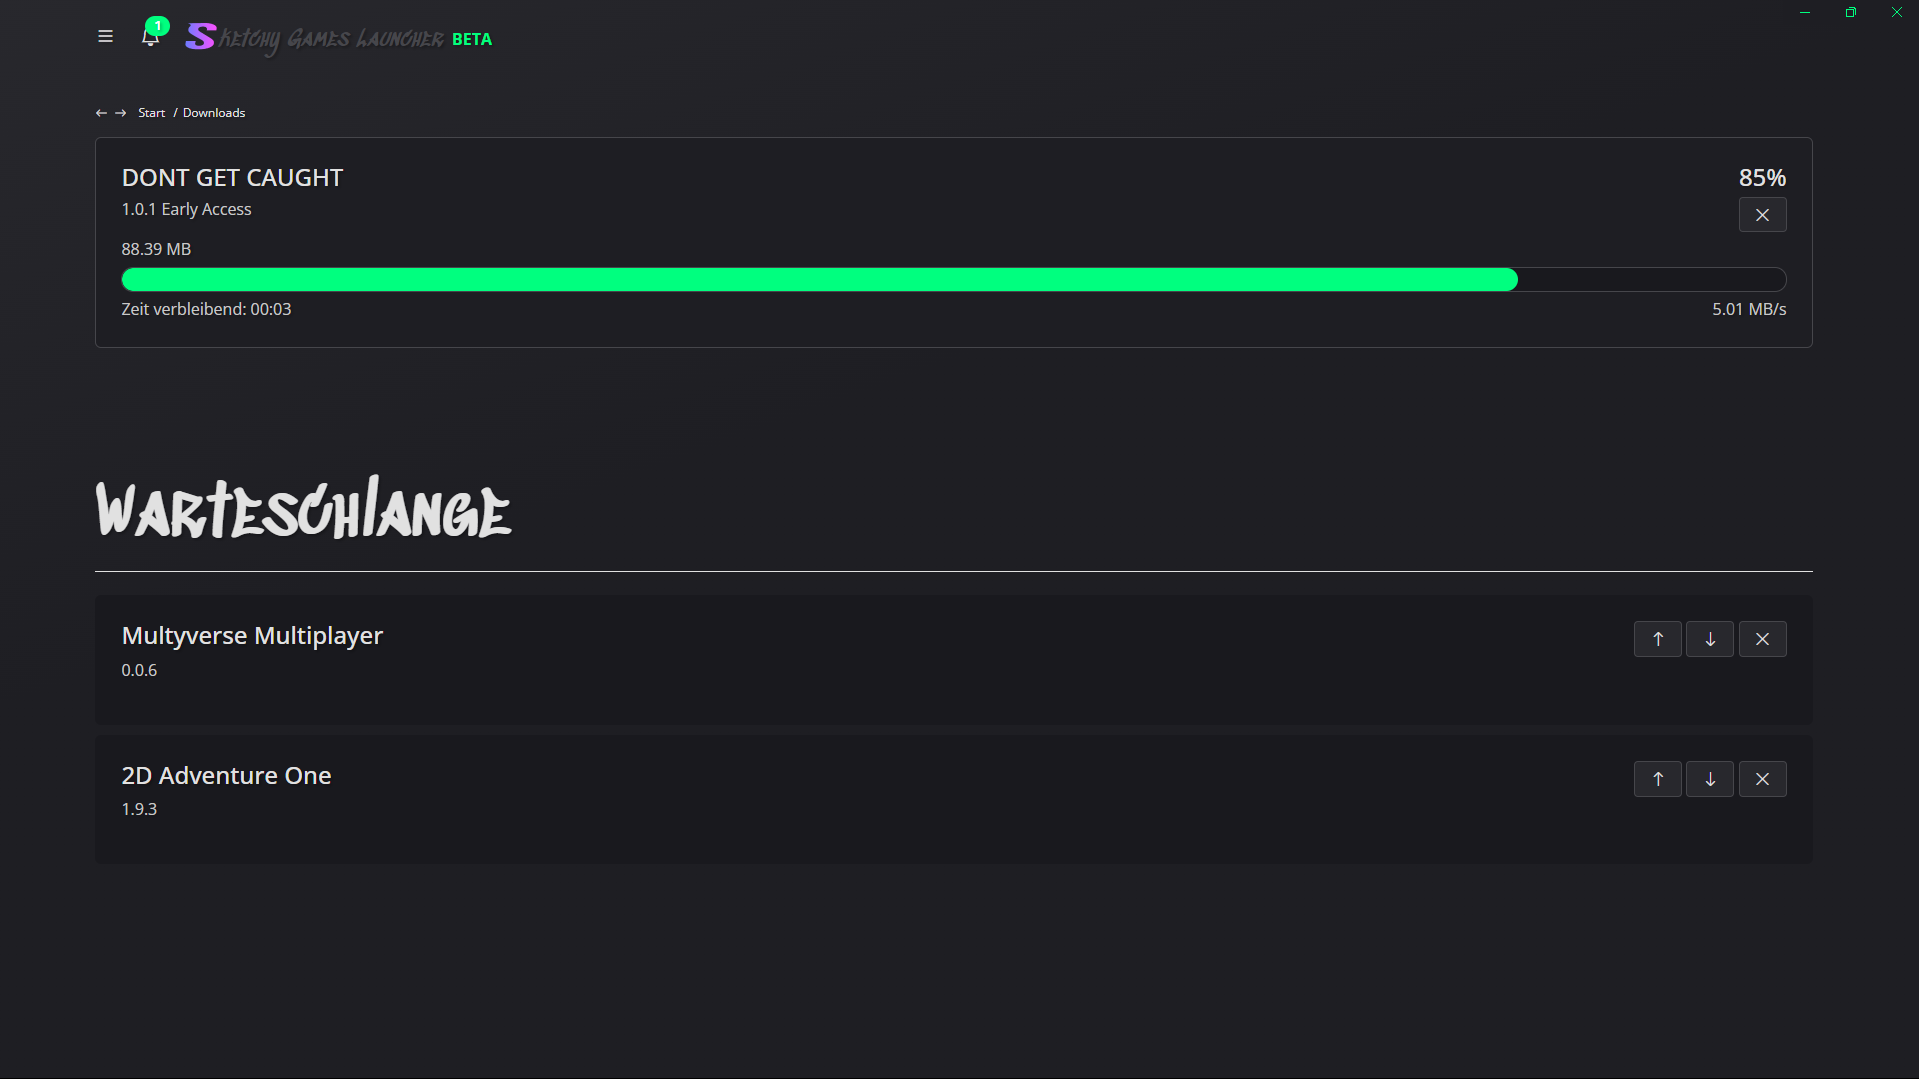 1
Sketchy Games Launcher BETA
Start / Downloads
DONT GET CAUGHT
85%
1.0.1 Early Access
88.39 MB
Zeit verbleibend: 00:03
5.01 MB/s
Warteschlange
Multyverse Multiplayer
0.0.6
2D Adventure One
1.9.3